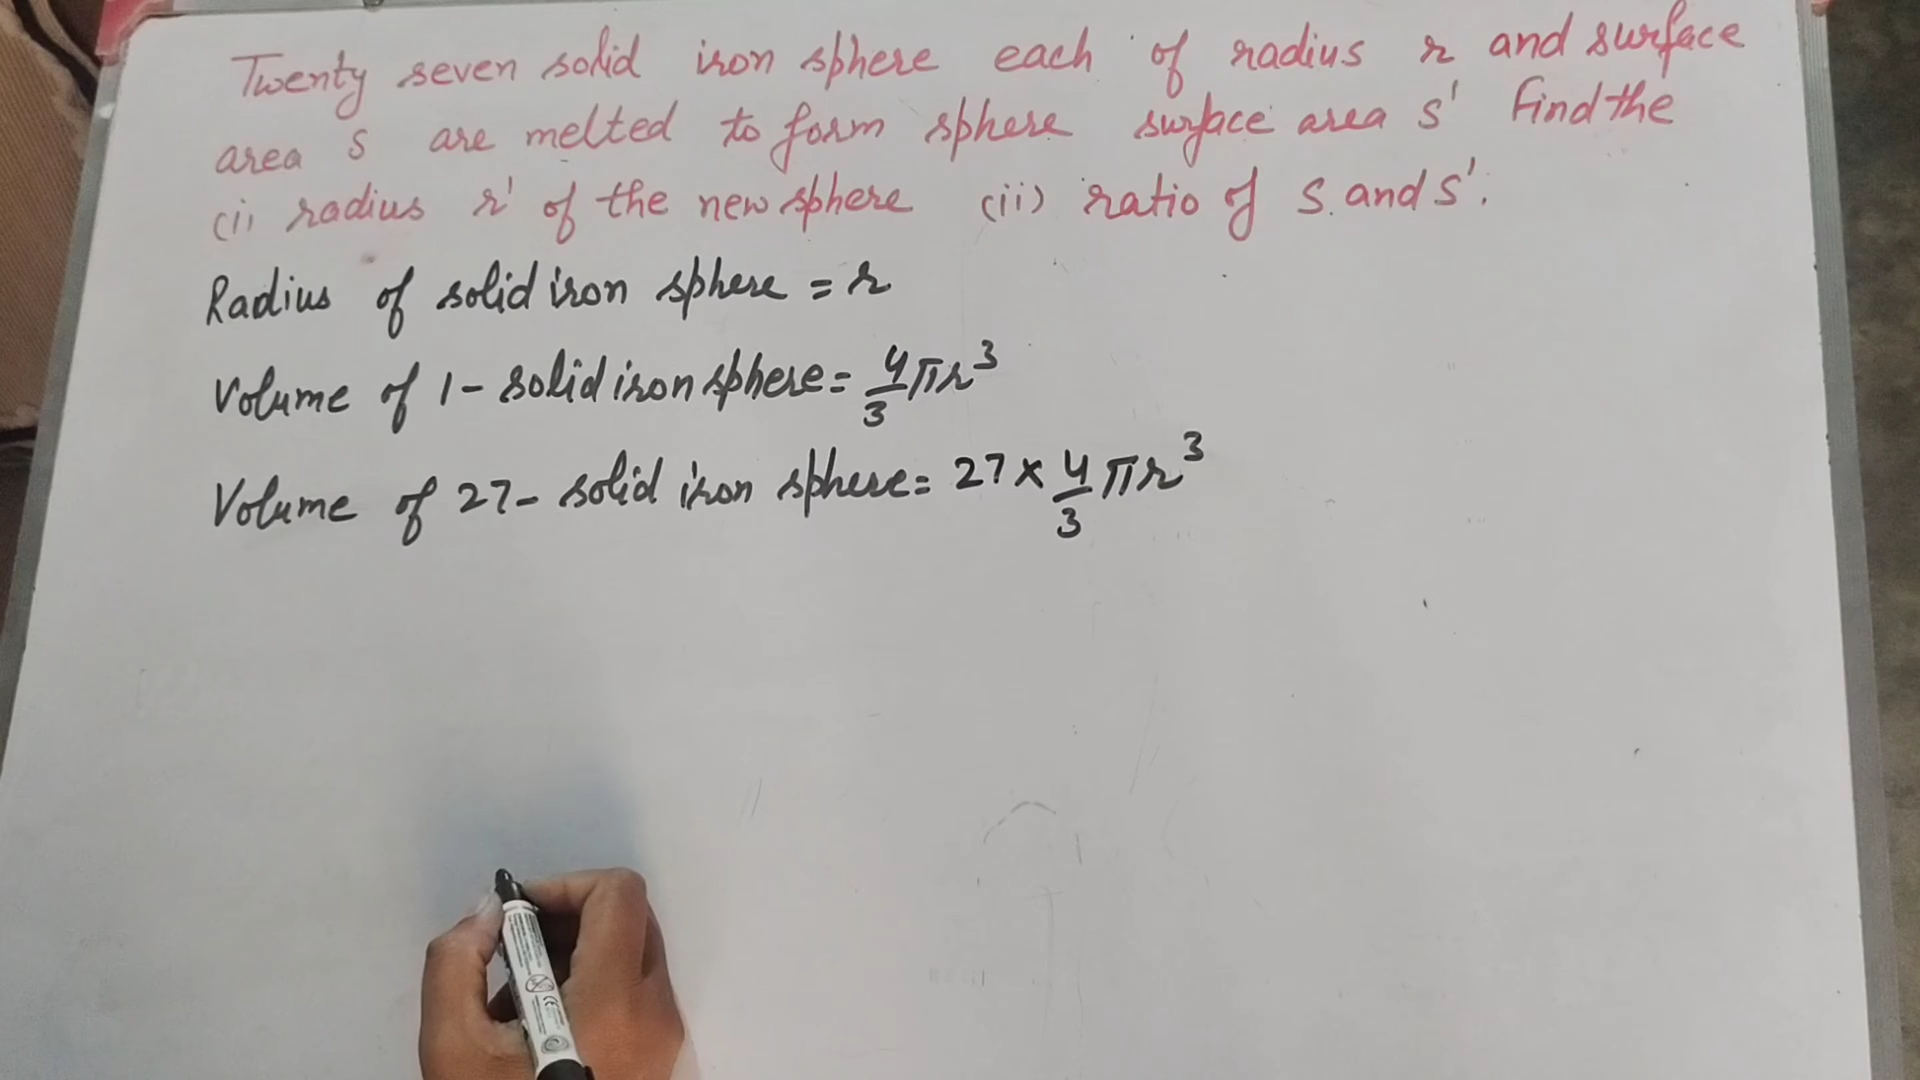 Twenty seven solid iron sphere each of radius r and surface
area s are melted to form sphere surface area s' Find the
(i) radius r' of the new sphere (ii) ratio of S and S'.
Radius of solid iron sphere = r
Volume of 1- solid iron sphere = 4/3 πr³
Volume of 27- solid iron sphere = 27 × 4/3 πr³